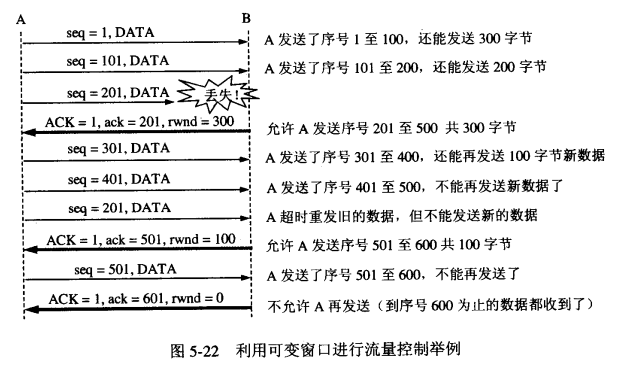 A B
seq = 1, DATA A 发送了序号 1 至 100，还能发送 300 字节
seq = 101, DATA A 发送了序号 101 至 200，还能发送 200 字节
seq = 201, DATA 丢失！
ACK = 1, ack = 201, rwnd = 300 允许 A 发送序号 201 至 500 共 300 字节
seq = 301, DATA A 发送了序号 301 至 400，还能再发送 100 字节新数据
seq = 401, DATA A 发送了序号 401 至 500，不能再发送新数据了
seq = 201, DATA A 超时重发旧的数据，但不能发送新的数据
ACK = 1, ack = 501, rwnd = 100 允许 A 发送序号 501 至 600 共 100 字节
seq = 501, DATA A 发送了序号 501 至 600，不能再发送了
ACK = 1, ack = 601, rwnd = 0 不允许 A 再发送（到序号 600 为止的数据都收到了）
图 5-22 利用可变窗口进行流量控制举例